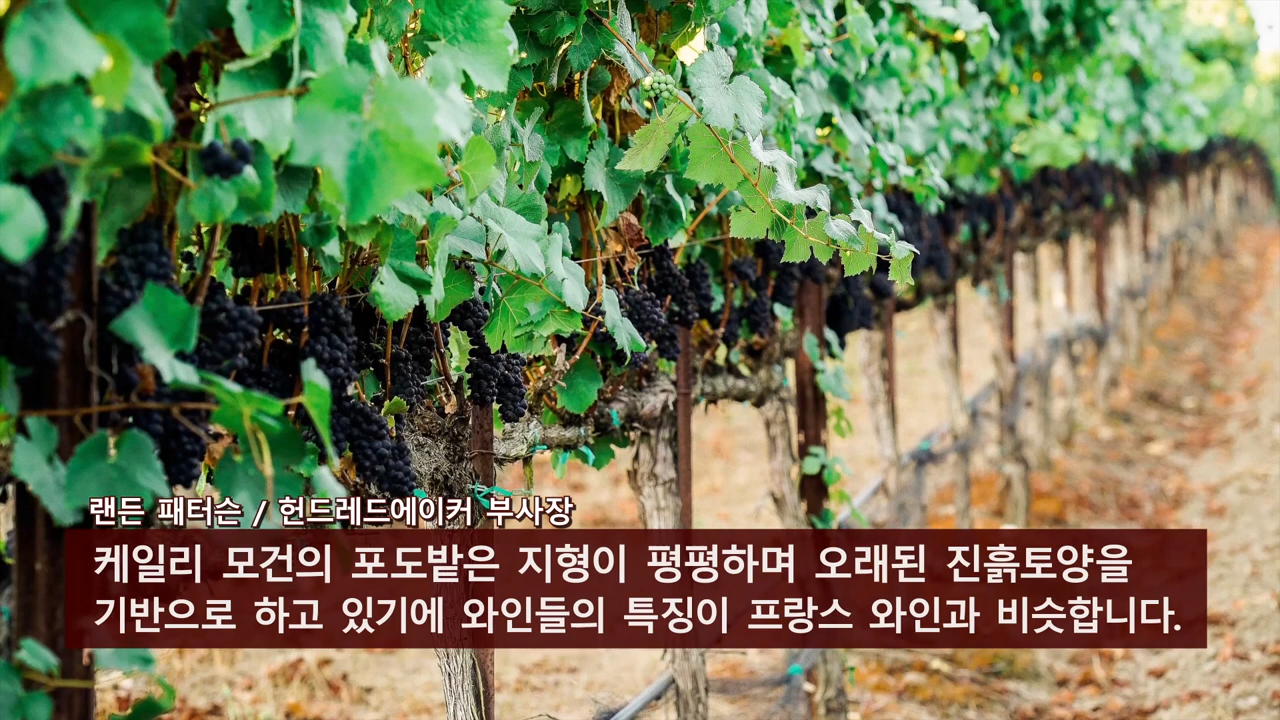 랜든 패터슨 / 헌드레드에이커 부사장
케일리 모건의 포도밭은 지형이 평평하며 오래된 진흙토양을
기반으로 하고 있기에 와인들의 특징이 프랑스 와인과 비슷합니다.